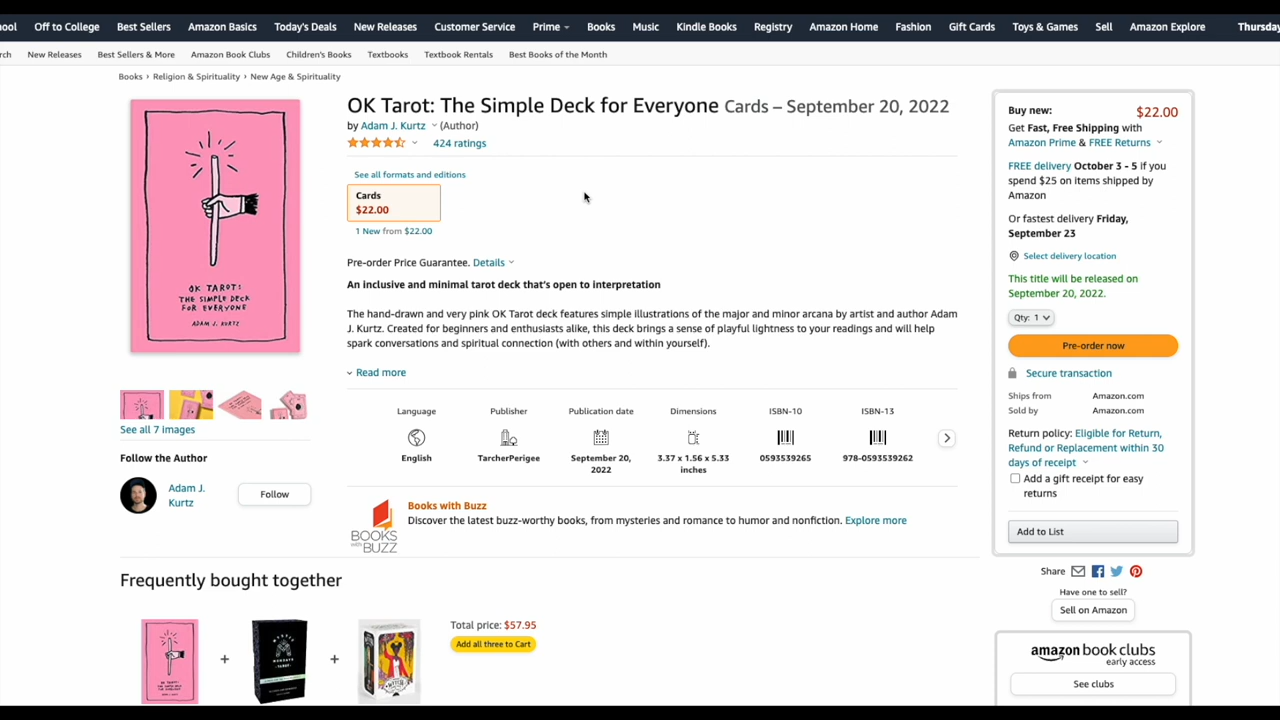 ool Off to College Best Sellers Amazon Basics Today's Deals New Releases Customer Service Prime Books Music Kindle Books Registry Amazon Home Fashion Gift Cards Toys & Games Sell Amazon Explore Thursday
rch New Releases Best Sellers & More Amazon Book Clubs Children's Books Textbooks Textbook Rentals Best Books of the Month
Books › Religion & Spirituality › New Age & Spirituality
OK TAROT:
THE SIMPLE DECK
FOR EVERYONE
ADAM J. KURTZ
See all 7 images
Follow the Author
Adam J.
Kurtz
Follow
OK Tarot: The Simple Deck for Everyone Cards – September 20, 2022
by Adam J. Kurtz (Author)
424 ratings
See all formats and editions
Cards
$22.00
1 New from $22.00
Pre-order Price Guarantee. Details
An inclusive and minimal tarot deck that's open to interpretation
The hand-drawn and very pink OK Tarot deck features simple illustrations of the major and minor arcana by artist and author Adam
J. Kurtz. Created for beginners and enthusiasts alike, this deck brings a sense of playful lightness to your readings and will help
spark conversations and spiritual connection (with others and within yourself).
Read more
Language
English
Publisher
TarcherPerigee
Publication date
September 20,
2022
Dimensions
3.37 x 1.56 x 5.33
inches
ISBN-10
0593539265
ISBN-13
978-0593539262
BOOKS
WITH BUZZ
Books with Buzz
Discover the latest buzz-worthy books, from mysteries and romance to humor and nonfiction. Explore more
Buy new: $22.00
Get Fast, Free Shipping with
Amazon Prime & FREE Returns
FREE delivery October 3 - 5 if you
spend $25 on items shipped by
Amazon
Or fastest delivery Friday,
September 23
Select delivery location
This title will be released on
September 20, 2022.
Qty: 1
Pre-order now
Secure transaction
Ships from Amazon.com
Sold by Amazon.com
Return policy: Eligible for Return,
Refund or Replacement within 30
days of receipt
Add a gift receipt for easy
returns
Add to List
Share
Have one to sell?
Sell on Amazon
amazon book clubs
early access
See clubs
Frequently bought together
+
+
Total price: $57.95
Add all three to Cart